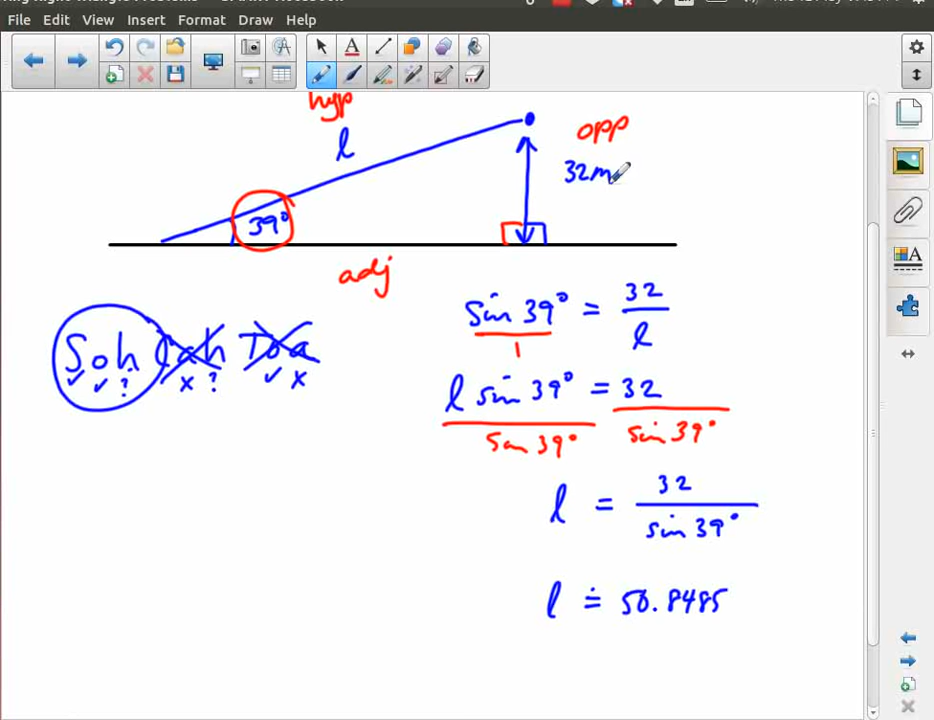 File Edit View Insert Format Draw Help
hyp
l
opp
32m
39°
adj
Soh Cah Toa
✓ ✓ ? x ? ✓ x
sin 39° = 32/l
1
l sin 39° = 32
sin 39° sin 39°
l = 32/sin 39°
l ≐ 50.8485